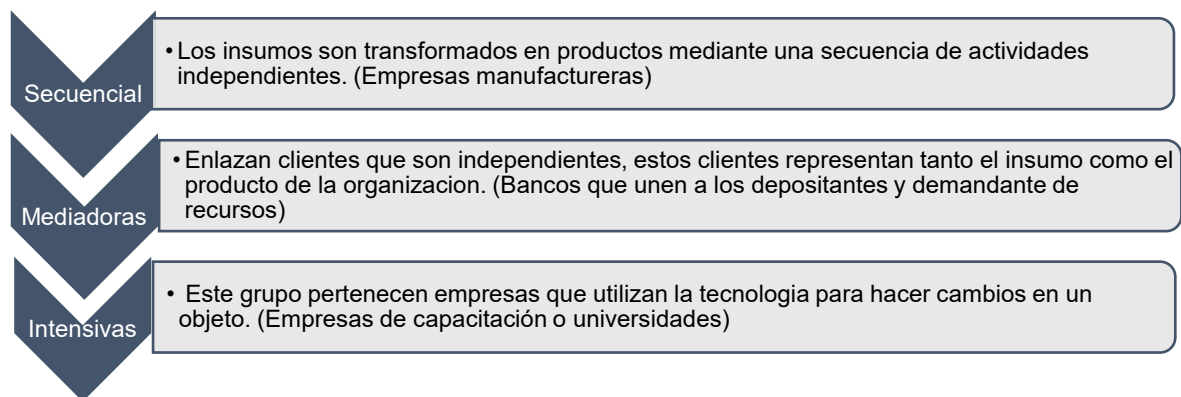 Secuencial
• Los insumos son transformados en productos mediante una secuencia de actividades
independientes. (Empresas manufactureras)
Mediadoras
• Enlazan clientes que son independientes, estos clientes representan tanto el insumo como el
producto de la organizacion. (Bancos que unen a los depositantes y demandante de
recursos)
Intensivas
• Este grupo pertenecen empresas que utilizan la tecnologia para hacer cambios en un
objeto. (Empresas de capacitación o universidades)